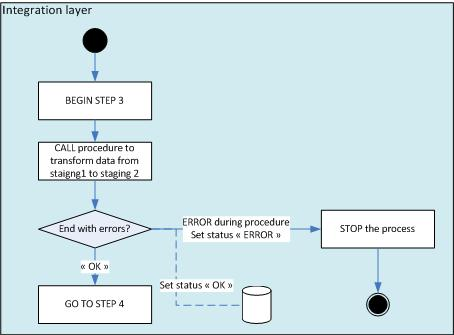 Integration layer
BEGIN STEP 3
CALL procedure to
transform data from
staigng1 to staging 2
End with errors?
ERROR during procedure
Set status « ERROR »
STOP the process
« OK »
Set status « OK »
GO TO STEP 4